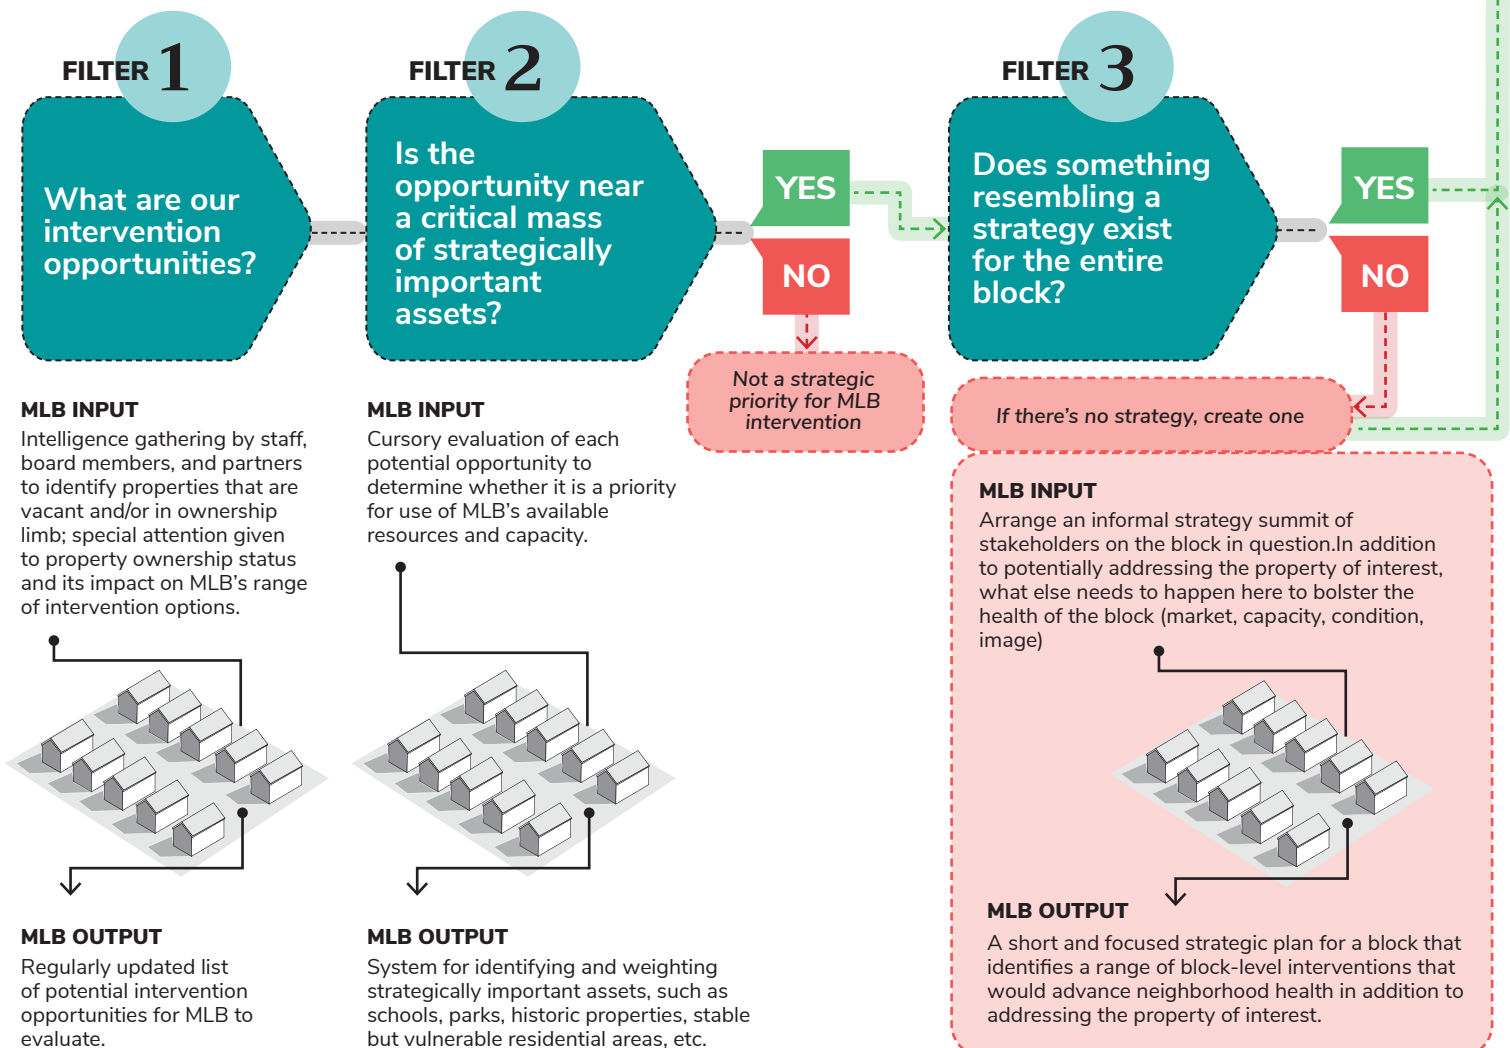 FILTER 1
What are our
intervention
opportunities?
MLB INPUT
Intelligence gathering by staff,
board members, and partners
to identify properties that are
vacant and/or in ownership
limb; special attention given
to property ownership status
and its impact on MLB’s range
of intervention options.
MLB OUTPUT
Regularly updated list
of potential intervention
opportunities for MLB to
evaluate.
FILTER 2
Is the
opportunity near
a critical mass
of strategically
important
assets?
YES
NO
Not a strategic
priority for MLB
intervention
MLB INPUT
Cursory evaluation of each
potential opportunity to
determine whether it is a priority
for use of MLB’s available
resources and capacity.
MLB OUTPUT
System for identifying and weighting
strategically important assets, such as
schools, parks, historic properties, stable
but vulnerable residential areas, etc.
FILTER 3
Does something
resembling a
strategy exist
for the entire
block?
YES
NO
If there’s no strategy, create one
MLB INPUT
Arrange an informal strategy summit of
stakeholders on the block in question.In addition
to potentially addressing the property of interest,
what else needs to happen here to bolster the
health of the block (market, capacity, condition,
image)
MLB OUTPUT
A short and focused strategic plan for a block that
identifies a range of block-level interventions that
would advance neighborhood health in addition to
addressing the property of interest.